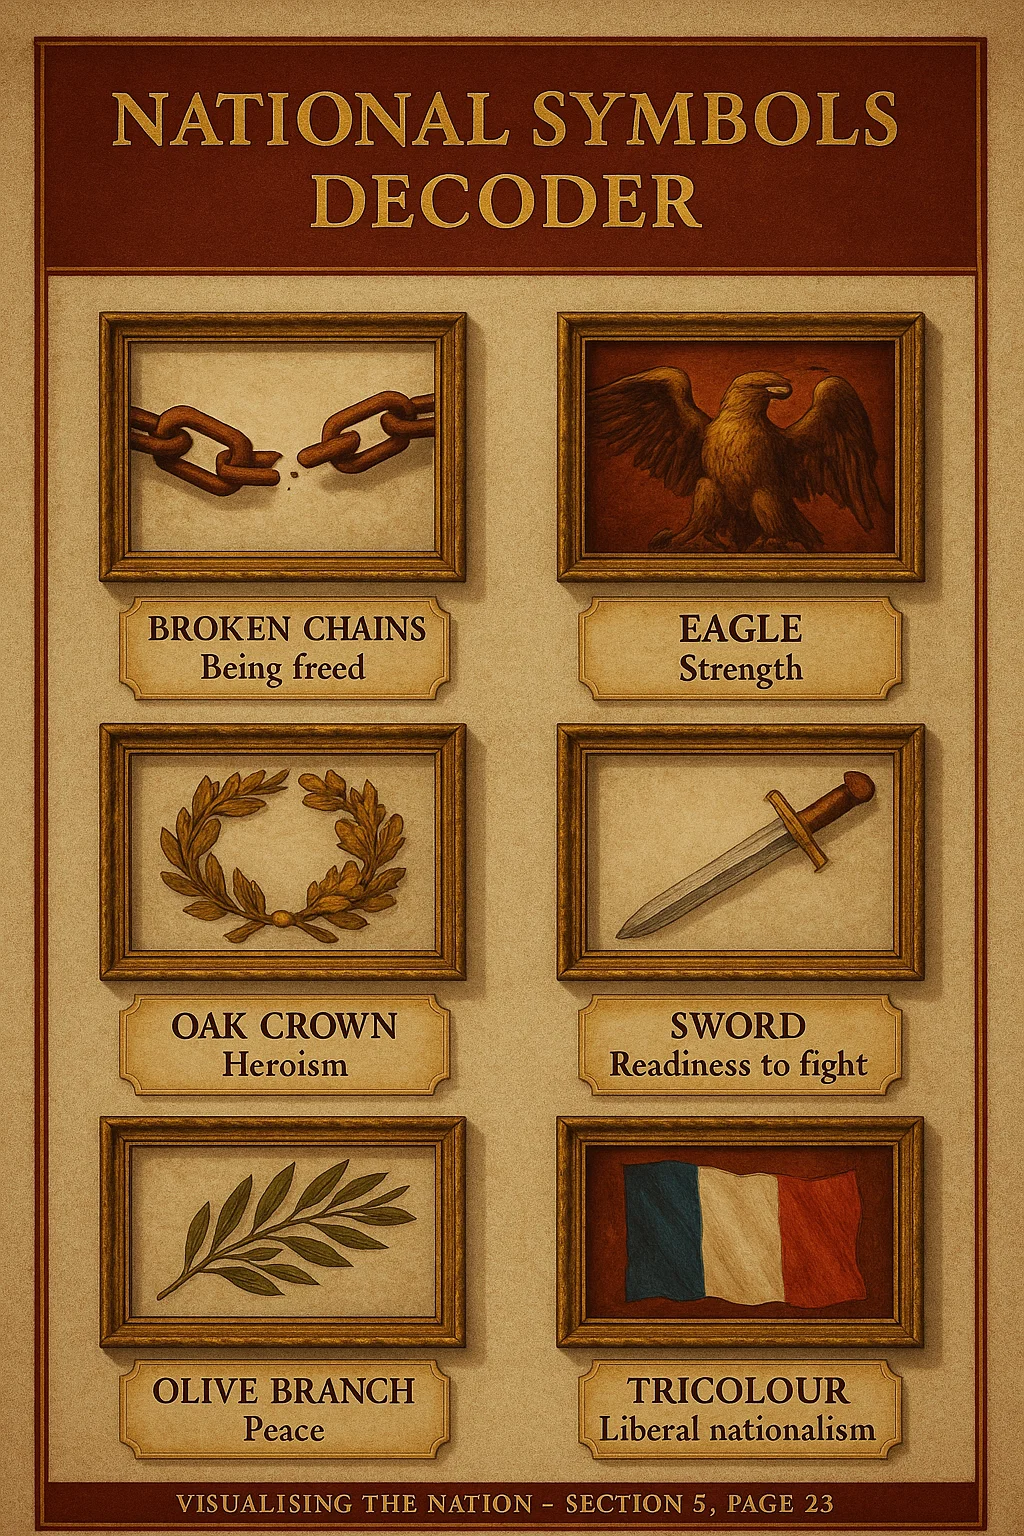 NATIONAL SYMBOLS
DECODER
BROKEN CHAINS
Being freed
EAGLE
Strength
OAK CROWN
Heroism
SWORD
Readiness to fight
OLIVE BRANCH
Peace
TRICOLOUR
Liberal nationalism
VISUALISING THE NATION – SECTION 5, PAGE 23